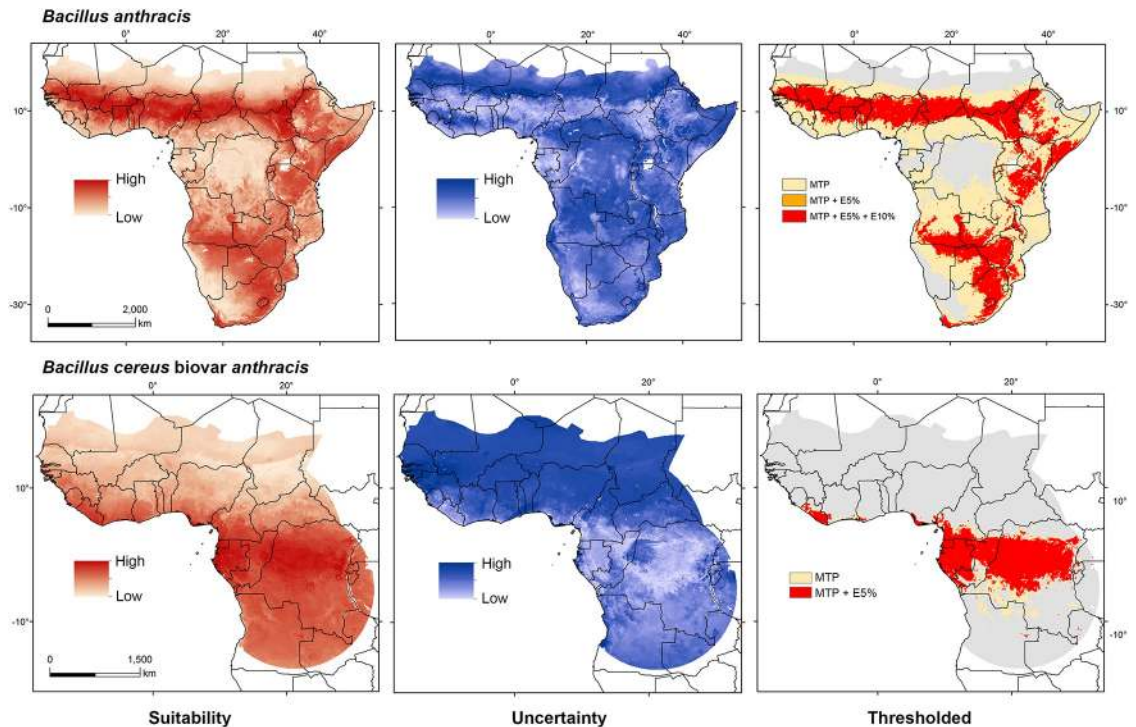 Bacillus anthracis
0° 20° 40°
0° 20° 40°
0° 20° 40°
10°
-10°
-30°
High
Low
0 2,000
km
High
Low
MTP
MTP + E5%
MTP + E5% + E10%
10°
-10°
-30°
Bacillus cereus biovar anthracis
0° 20°
0° 20°
0° 20°
10°
-10°
High
Low
0 1,500
km
High
Low
MTP
MTP + E5%
10°
-10°
Suitability Uncertainty Thresholded